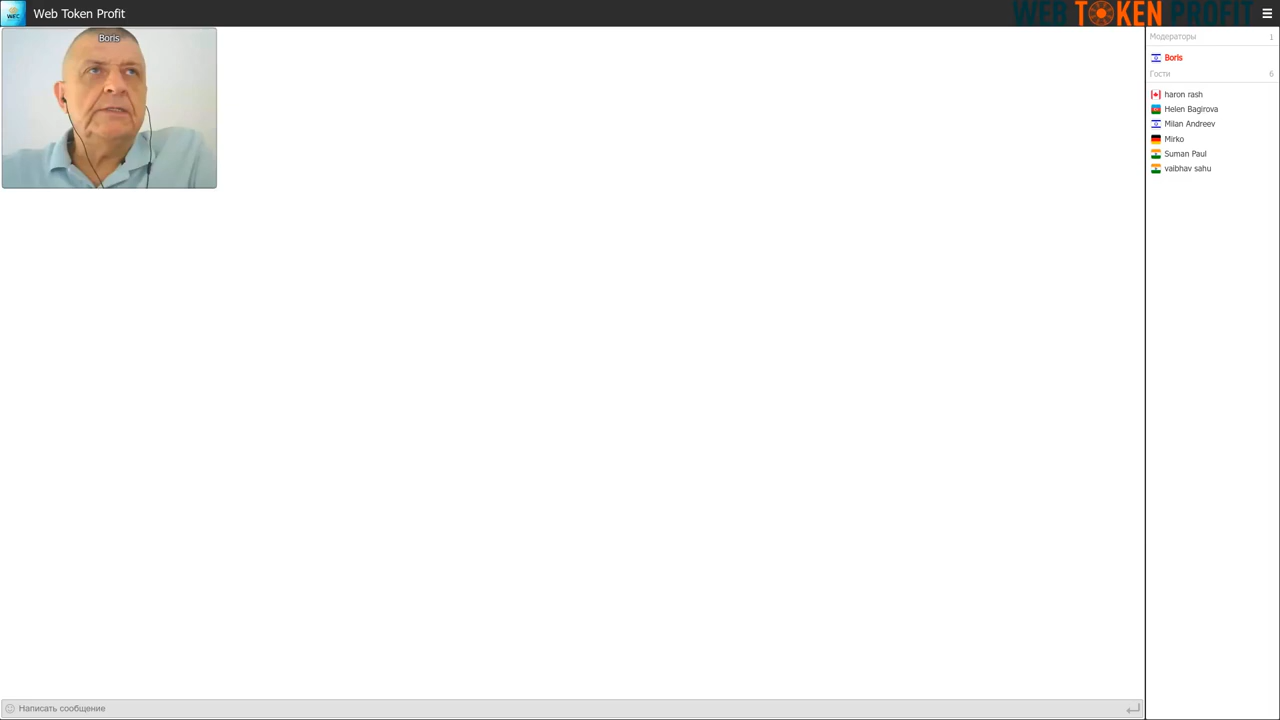 WEC
Web Token Profit
WEB TOKEN PROFIT
Boris
Модераторы 1
Boris
Гости 6
haron rash
Helen Bagirova
Milan Andreev
Mirko
Suman Paul
vaibhav sahu
Написать сообщение